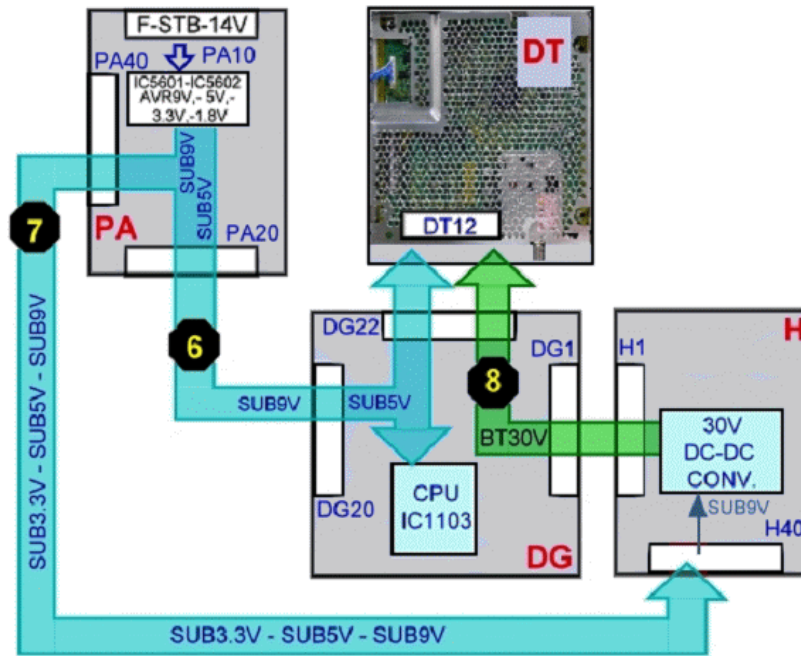 F-STB-14V
PA40
PA10
IC5601-IC5602
AVR9V,- 5V,-
3.3V,-1.8V
SUB9V
SUB5V
7
PA
PA20
DT
DT12
6
DG22
DG1
8
H
H1
SUB9V
SUB5V
BT30V
30V
DC-DC
CONV.
SUB9V
DG20
CPU
IC1103
DG
H40
SUB3.3V - SUB5V - SUB9V
SUB3.3V - SUB5V - SUB9V